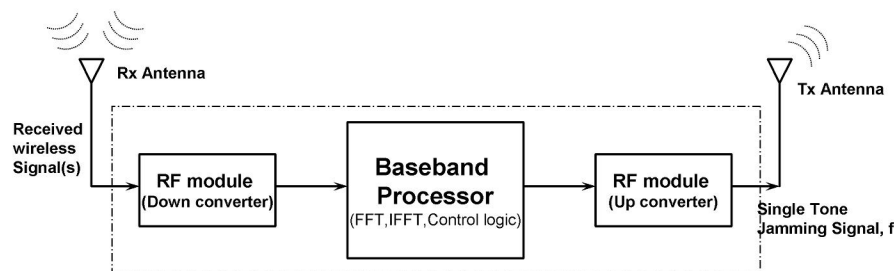 Rx Antenna
Tx Antenna
Received
wireless
Signal(s)
RF module
(Down converter)
Baseband
Processor
(FFT,IFFT,Control logic)
RF module
(Up converter)
Single Tone
Jamming Signal, f